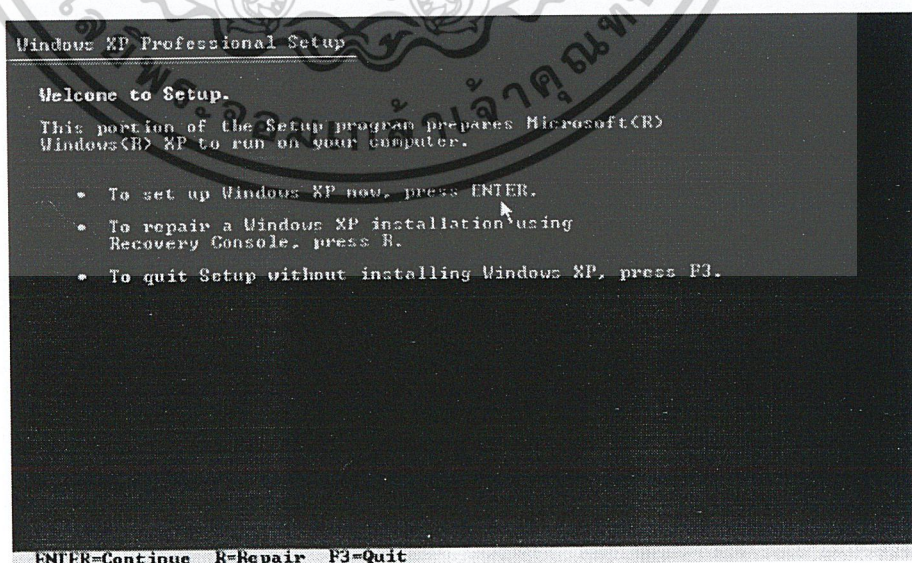 Windows XP Professional Setup
Welcome to Setup.
This portion of the Setup program prepares Microsoft(R)
Windows(R) XP to run on your computer.
• To set up Windows XP now, press ENTER.
• To repair a Windows XP installation using
Recovery Console, press R.
• To quit Setup without installing Windows XP, press F3.
ENTER=Continue R=Repair F3=Quit